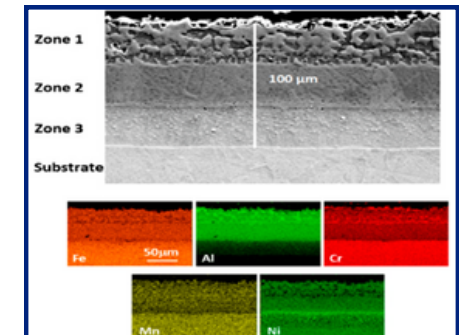 Zone 1
100 µm
Zone 2
Zone 3
Substrate
Fe
50µm
Al
Cr
Mn
Ni